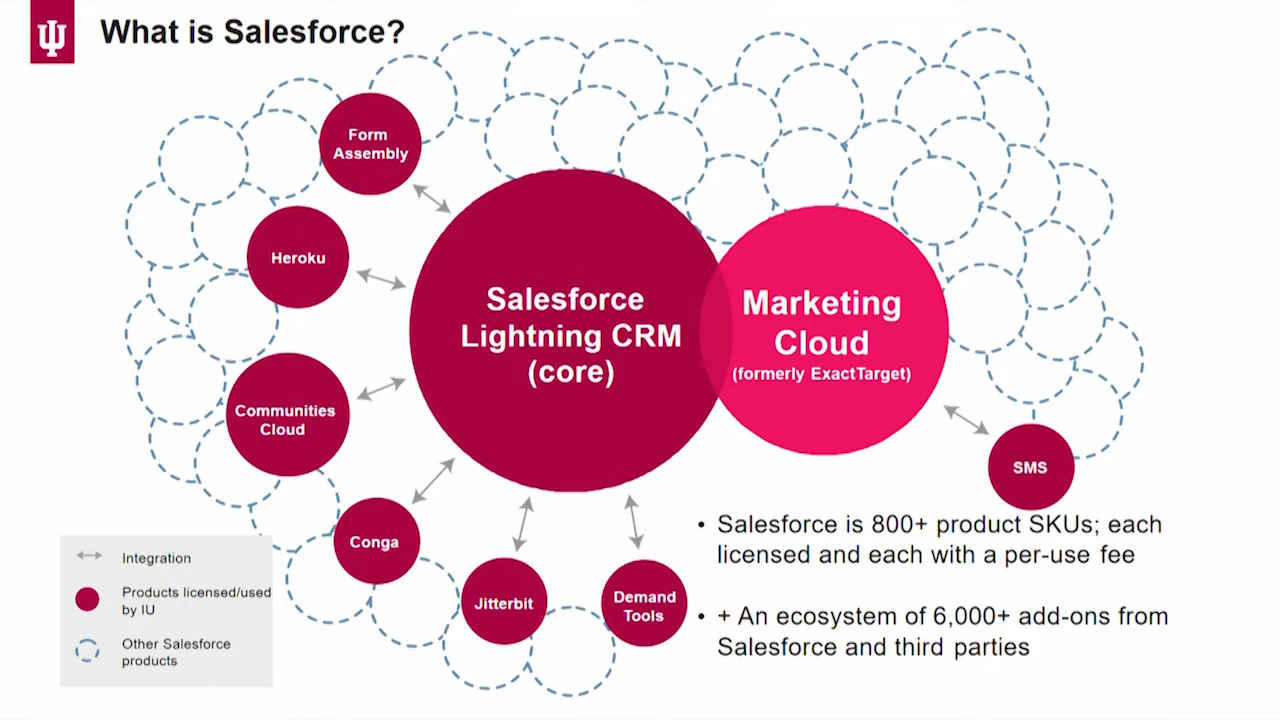 What is Salesforce?
Form
Assembly
Heroku
Communities
Cloud
Conga
Jitterbit
Demand
Tools
Salesforce
Lightning CRM
(core)
Marketing
Cloud
(formerly ExactTarget)
SMS
• Salesforce is 800+ product SKUs; each
licensed and each with a per-use fee
• + An ecosystem of 6,000+ add-ons from
Salesforce and third parties
Integration
Products licensed/used
by IU
Other Salesforce
products